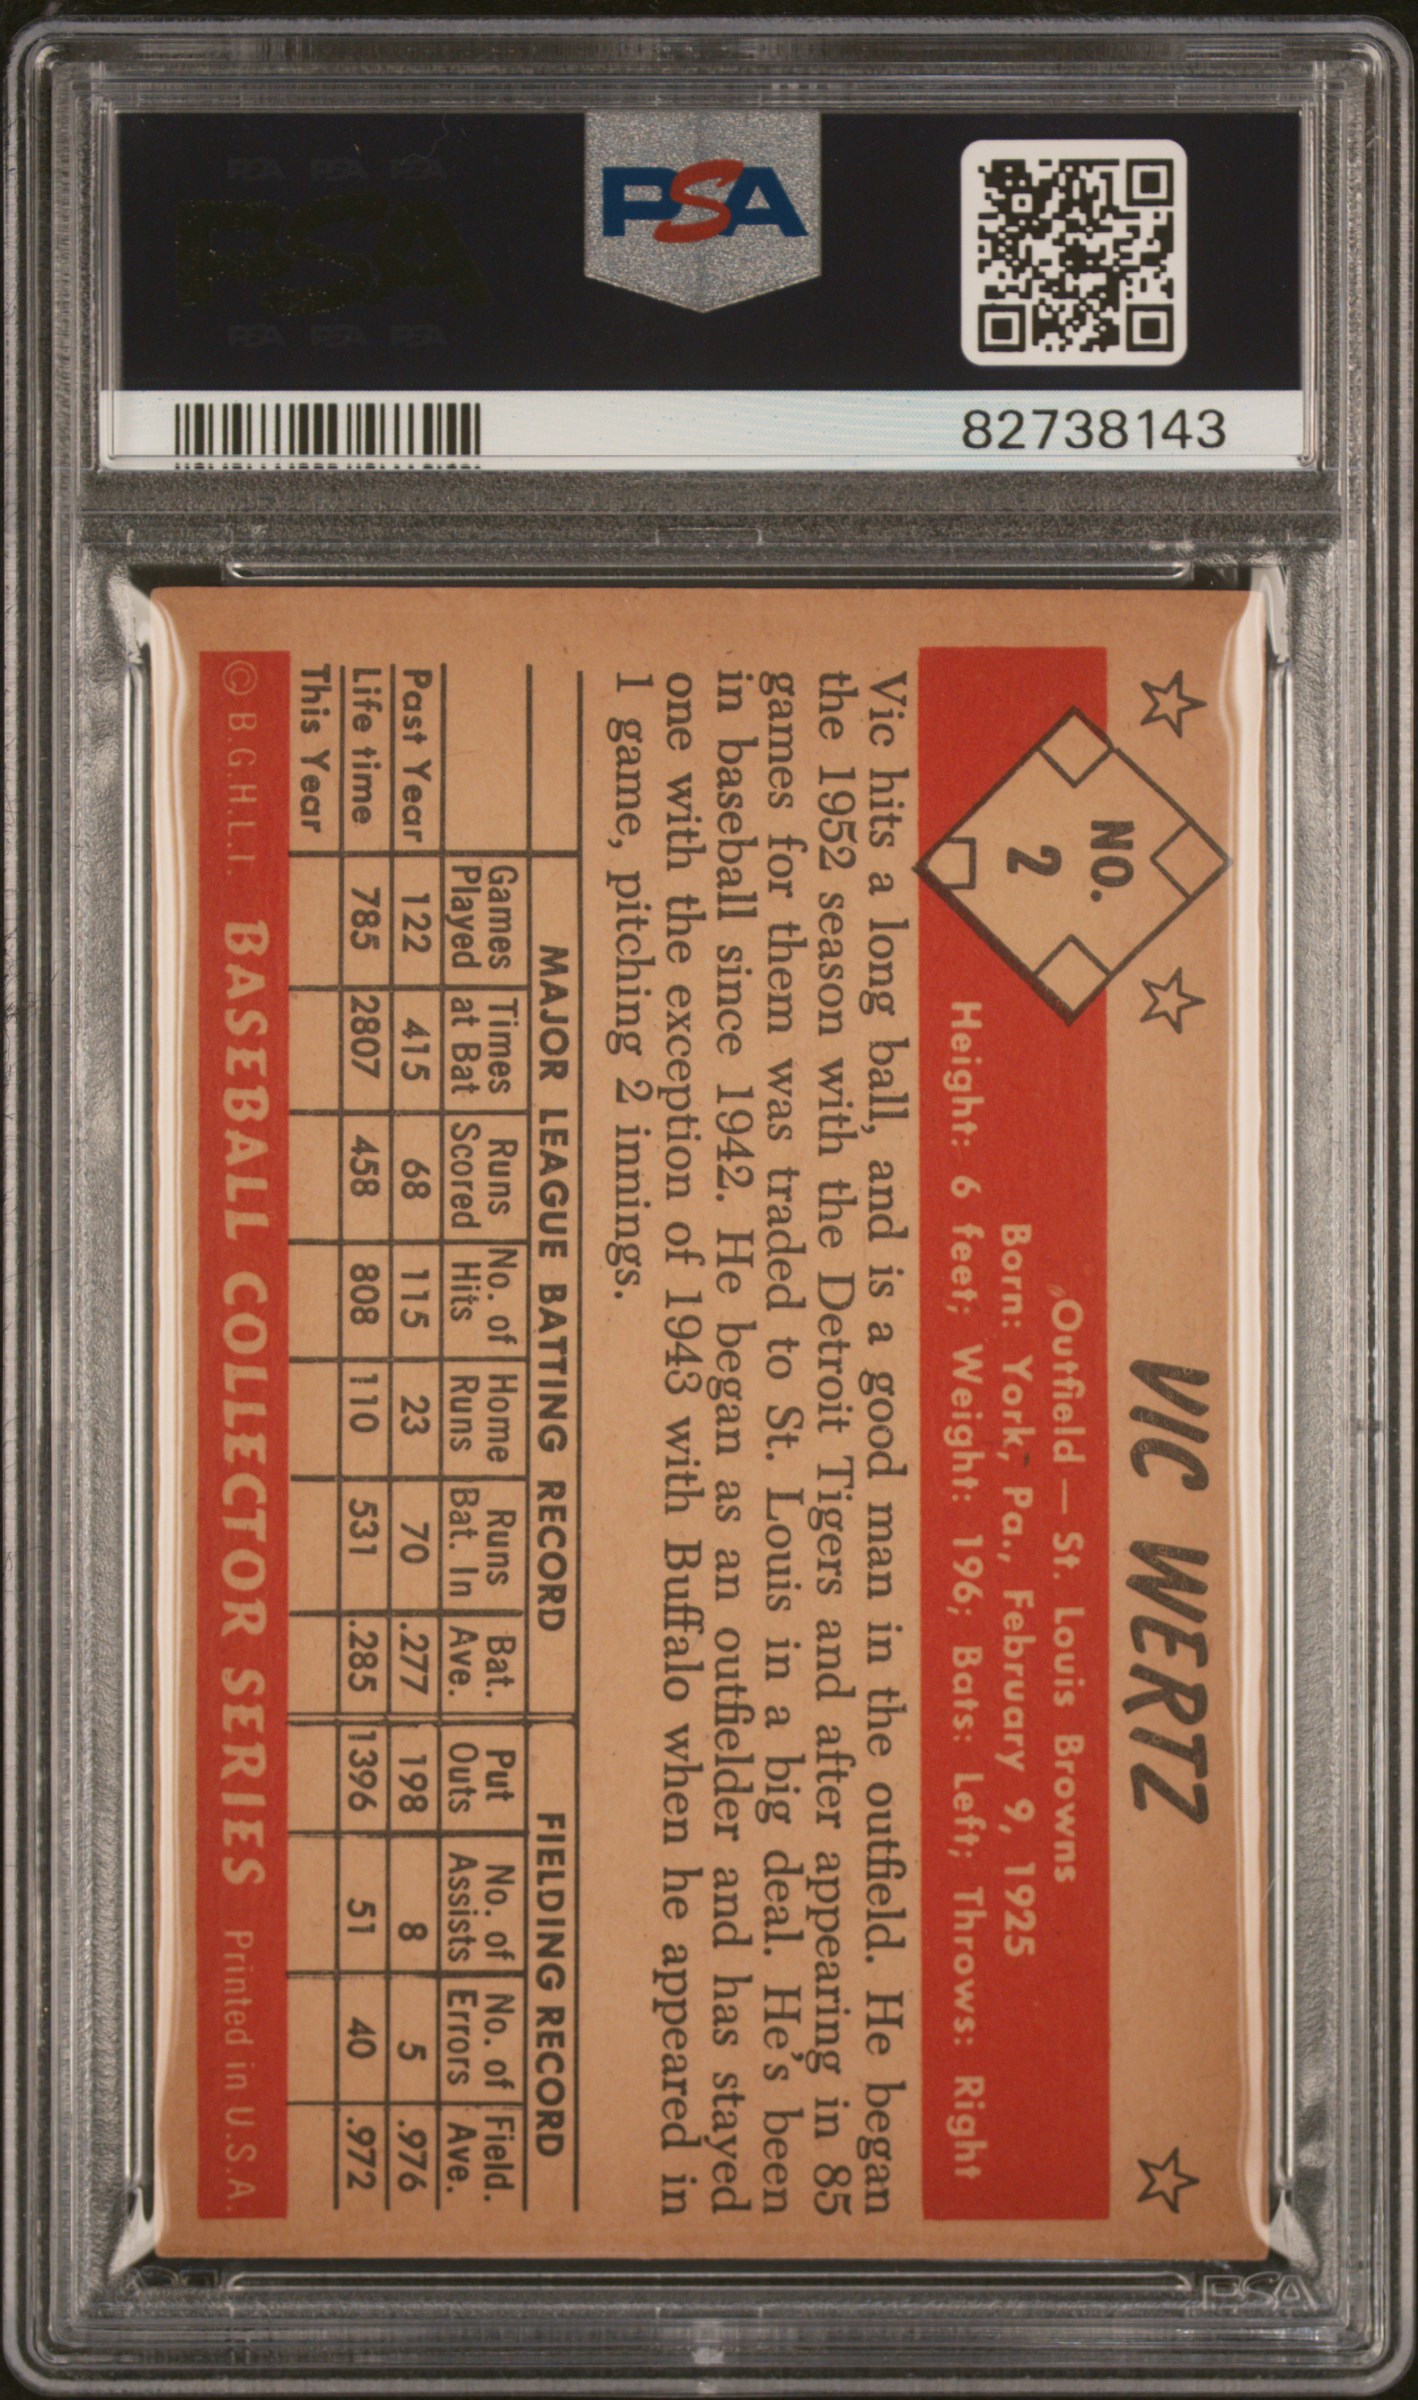 PSA PSA PSA
PSA
PSA PSA PSA
PSA
82738143
NO.
2
VIC WERTZ
Outfield — St. Louis Browns
Born: York, Pa., February 9, 1925
Height: 6 feet; Weight: 196; Bats: Left; Throws: Right
Vic hits a long ball, and is a good man in the outfield. He began
the 1952 season with the Detroit Tigers and after appearing in 85
games for them was traded to St. Louis in a big deal. He's been
in baseball since 1942. He began as an outfielder and has stayed
one with the exception of 1943 with Buffalo when he appeared in
1 game, pitching 2 innings.
MAJOR LEAGUE BATTING RECORD FIELDING RECORD
Games Times Runs No. of Home Runs Bat. Put No. of No. of Field.
Played at Bat Scored Hits Runs Bat. In Ave. Outs Assists Errors Ave.
Past Year 122 415 68 115 23 70 .277 198 8 5 .976
Life time 785 2807 458 808 110 531 .285 1396 51 40 .972
This Year
© B.G.H.L.I. BASEBALL COLLECTOR SERIES Printed in U.S.A.
PSA